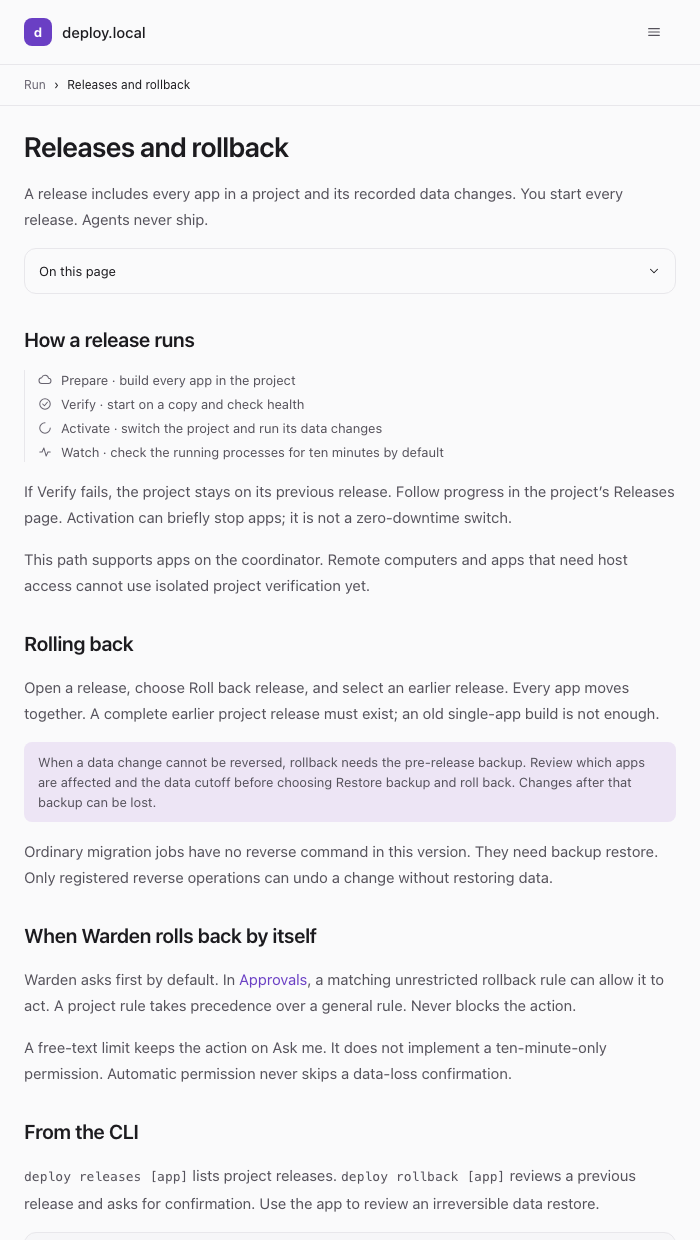 d deploy.local
Run › Releases and rollback
Releases and rollback
A release includes every app in a project and its recorded data changes. You start every
release. Agents never ship.
On this page
How a release runs
Prepare · build every app in the project
Verify · start on a copy and check health
Activate · switch the project and run its data changes
Watch · check the running processes for ten minutes by default
If Verify fails, the project stays on its previous release. Follow progress in the project’s Releases
page. Activation can briefly stop apps; it is not a zero-downtime switch.
This path supports apps on the coordinator. Remote computers and apps that need host
access cannot use isolated project verification yet.
Rolling back
Open a release, choose Roll back release, and select an earlier release. Every app moves
together. A complete earlier project release must exist; an old single-app build is not enough.
When a data change cannot be reversed, rollback needs the pre-release backup. Review which apps
are affected and the data cutoff before choosing Restore backup and roll back. Changes after that
backup can be lost.
Ordinary migration jobs have no reverse command in this version. They need backup restore.
Only registered reverse operations can undo a change without restoring data.
When Warden rolls back by itself
Warden asks first by default. In Approvals, a matching unrestricted rollback rule can allow it to
act. A project rule takes precedence over a general rule. Never blocks the action.
A free-text limit keeps the action on Ask me. It does not implement a ten-minute-only
permission. Automatic permission never skips a data-loss confirmation.
From the CLI
deploy releases [app] lists project releases. deploy rollback [app] reviews a previous
release and asks for confirmation. Use the app to review an irreversible data restore.